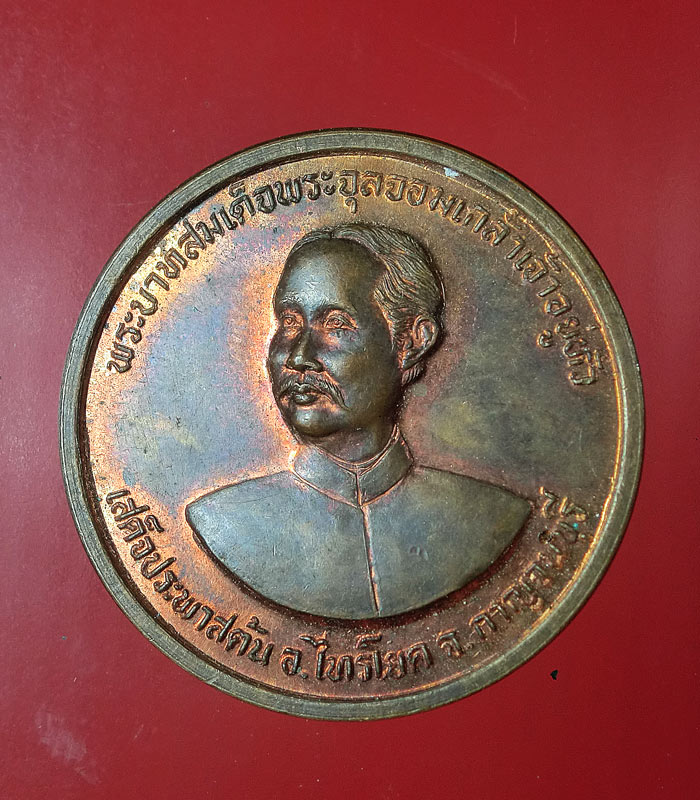 พระบาทสมเด็จพระจุลจอมเกล้าเจ้าอยู่หัว
เสด็จประพาสต้น อ.ไทรโยค จ.กาญจน์บุรี